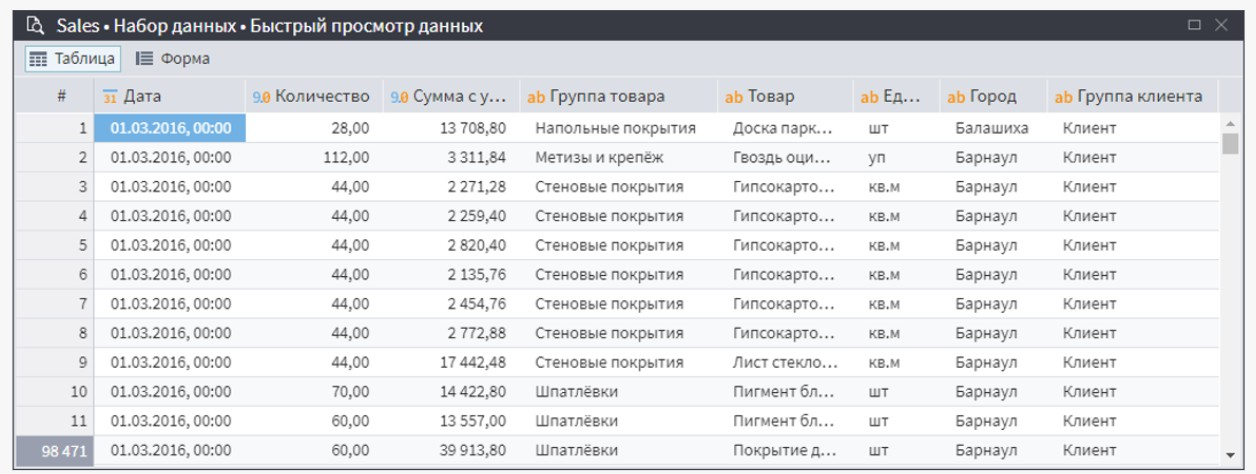 Sales • Набор данных • Быстрый просмотр данных
Таблица Форма
# 31 Дата 9.0 Количество 9.0 Сумма с у... ab Группа товара ab Товар ab Ед... ab Город ab Группа клиента
1 01.03.2016, 00:00 28,00 13 708,80 Напольные покрытия Доска парк... шт Балашиха Клиент
2 01.03.2016, 00:00 112,00 3 311,84 Метизы и крепёж Гвоздь оци... уп Барнаул Клиент
3 01.03.2016, 00:00 44,00 2 271,28 Стеновые покрытия Гипсокарто... кв.м Барнаул Клиент
4 01.03.2016, 00:00 44,00 2 259,40 Стеновые покрытия Гипсокарто... кв.м Барнаул Клиент
5 01.03.2016, 00:00 44,00 2 820,40 Стеновые покрытия Гипсокарто... кв.м Барнаул Клиент
6 01.03.2016, 00:00 44,00 2 135,76 Стеновые покрытия Гипсокарто... кв.м Барнаул Клиент
7 01.03.2016, 00:00 44,00 2 454,76 Стеновые покрытия Гипсокарто... кв.м Барнаул Клиент
8 01.03.2016, 00:00 44,00 2 772,88 Стеновые покрытия Гипсокарто... кв.м Барнаул Клиент
9 01.03.2016, 00:00 44,00 17 442,48 Стеновые покрытия Лист стекло... кв.м Барнаул Клиент
10 01.03.2016, 00:00 70,00 14 422,80 Шпатлёвки Пигмент бл... шт Барнаул Клиент
11 01.03.2016, 00:00 60,00 13 557,00 Шпатлёвки Пигмент бл... шт Барнаул Клиент
98 471 01.03.2016, 00:00 60,00 39 913,80 Шпатлёвки Покрытие д... шт Барнаул Клиент